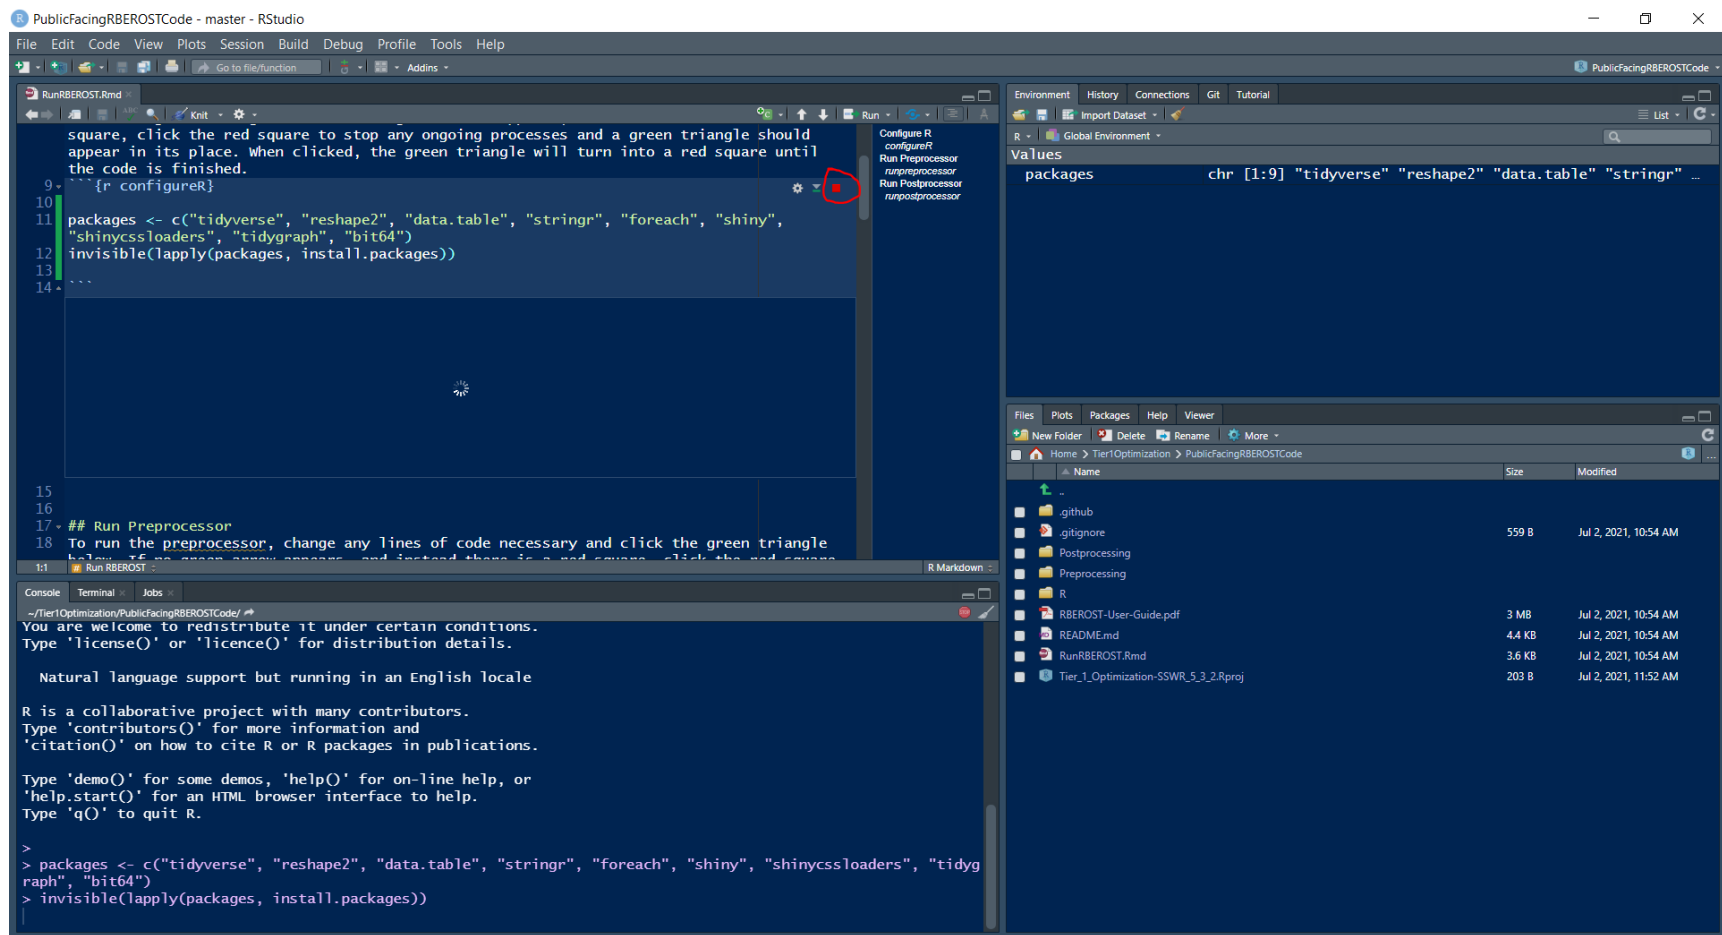 PublicFacingRBEROSTCode - master - RStudio
File Edit Code View Plots Session Build Debug Profile Tools Help
Go to file/function Addins PublicFacingRBEROSTCode
RunRBEROST.Rmd
ABC Knit Run
square, click the red square to stop any ongoing processes and a green triangle should
appear in its place. When clicked, the green triangle will turn into a red square until
the code is finished.
9 ```{r configureR}
10
11 packages <- c("tidyverse", "reshape2", "data.table", "stringr", "foreach", "shiny",
"shinycssloaders", "tidygraph", "bit64")
12 invisible(lapply(packages, install.packages))
13
14 ```
15
16
17 ## Run Preprocessor
18 To run the preprocessor, change any lines of code necessary and click the green triangle
1:1 # Run RBEROST R Markdown
Configure R
configureR
Run Preprocessor
runpreprocessor
Run Postprocessor
runpostprocessor
Console Terminal Jobs
~/Tier1Optimization/PublicFacingRBEROSTCode/
You are welcome to redistribute it under certain conditions.
Type 'license()' or 'licence()' for distribution details.
Natural language support but running in an English locale
R is a collaborative project with many contributors.
Type 'contributors()' for more information and
'citation()' on how to cite R or R packages in publications.
Type 'demo()' for some demos, 'help()' for on-line help, or
'help.start()' for an HTML browser interface to help.
Type 'q()' to quit R.
>
> packages <- c("tidyverse", "reshape2", "data.table", "stringr", "foreach", "shiny", "shinycssloaders", "tidyg
raph", "bit64")
> invisible(lapply(packages, install.packages))
Environment History Connections Git Tutorial
Import Dataset List
R Global Environment
Values
packages chr [1:9] "tidyverse" "reshape2" "data.table" "stringr" …
Files Plots Packages Help Viewer
New Folder Delete Rename More
Home > Tier1Optimization > PublicFacingRBEROSTCode ...
Name Size Modified
..
.github
.gitignore 559 B Jul 2, 2021, 10:54 AM
Postprocessing
Preprocessing
R
RBEROST-User-Guide.pdf 3 MB Jul 2, 2021, 10:54 AM
README.md 4.4 KB Jul 2, 2021, 10:54 AM
RunRBEROST.Rmd 3.6 KB Jul 2, 2021, 10:54 AM
Tier_1_Optimization-SSWR_5_3_2.Rproj 203 B Jul 2, 2021, 11:52 AM